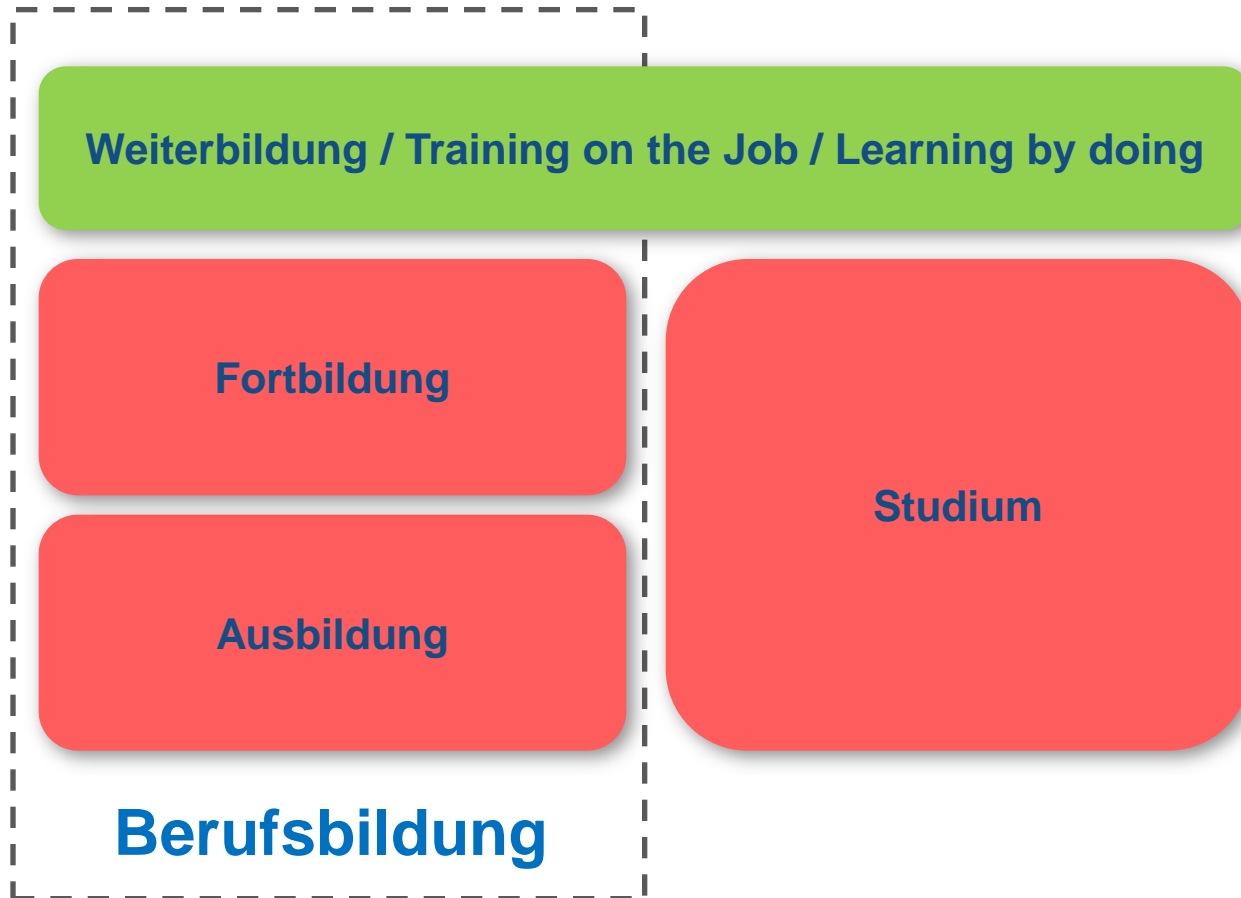 Weiterbildung / Training on the Job / Learning by doing
Fortbildung
Studium
Ausbildung
Berufsbildung